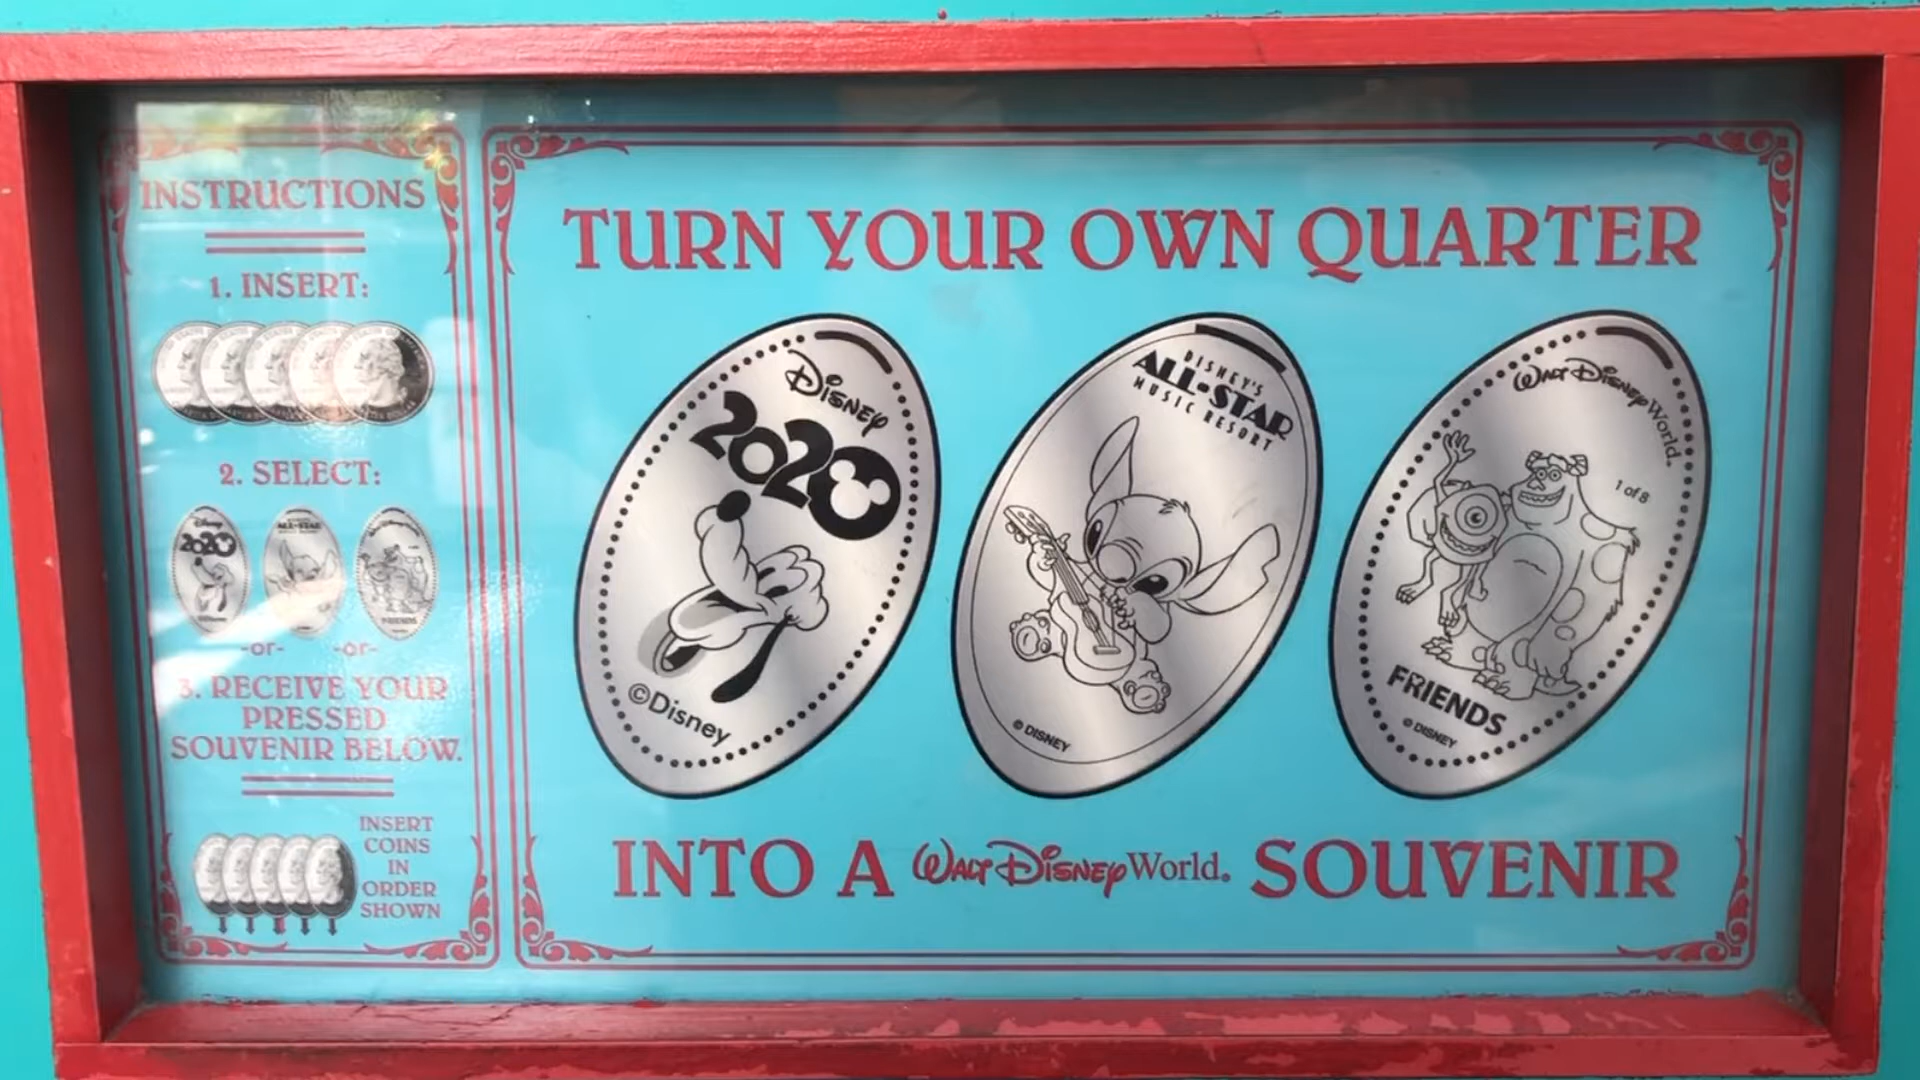 INSTRUCTIONS
1. INSERT:
2. SELECT:
-or- -or-
3. RECEIVE YOUR
PRESSED
SOUVENIR BELOW.
INSERT
COINS
IN
ORDER
SHOWN
TURN YOUR OWN QUARTER
Disney
2020
©Disney
DISNEY'S
ALL-STAR
MUSIC RESORT
© DISNEY
Walt Disney World.
1 of 8
FRIENDS
© DISNEY
INTO A Walt Disney World. SOUVENIR